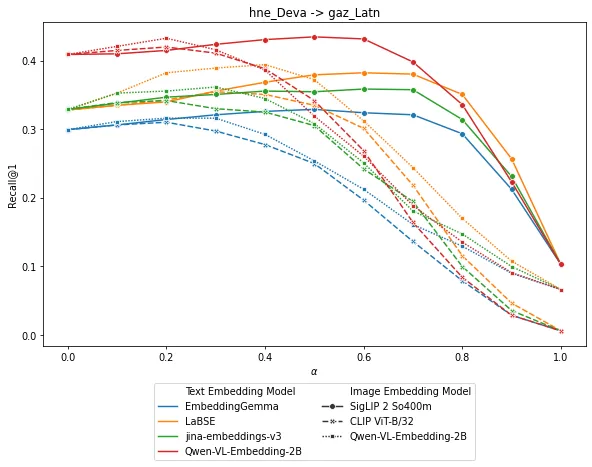 hne_Deva -> gaz_Latn
Recall@1
0.4
0.3
0.2
0.1
0.0
0.0 0.2 0.4 0.6 0.8 1.0
α
Text Embedding Model
EmbeddingGemma
LaBSE
jina-embeddings-v3
Qwen-VL-Embedding-2B
Image Embedding Model
SigLIP 2 So400m
CLIP ViT-B/32
Qwen-VL-Embedding-2B